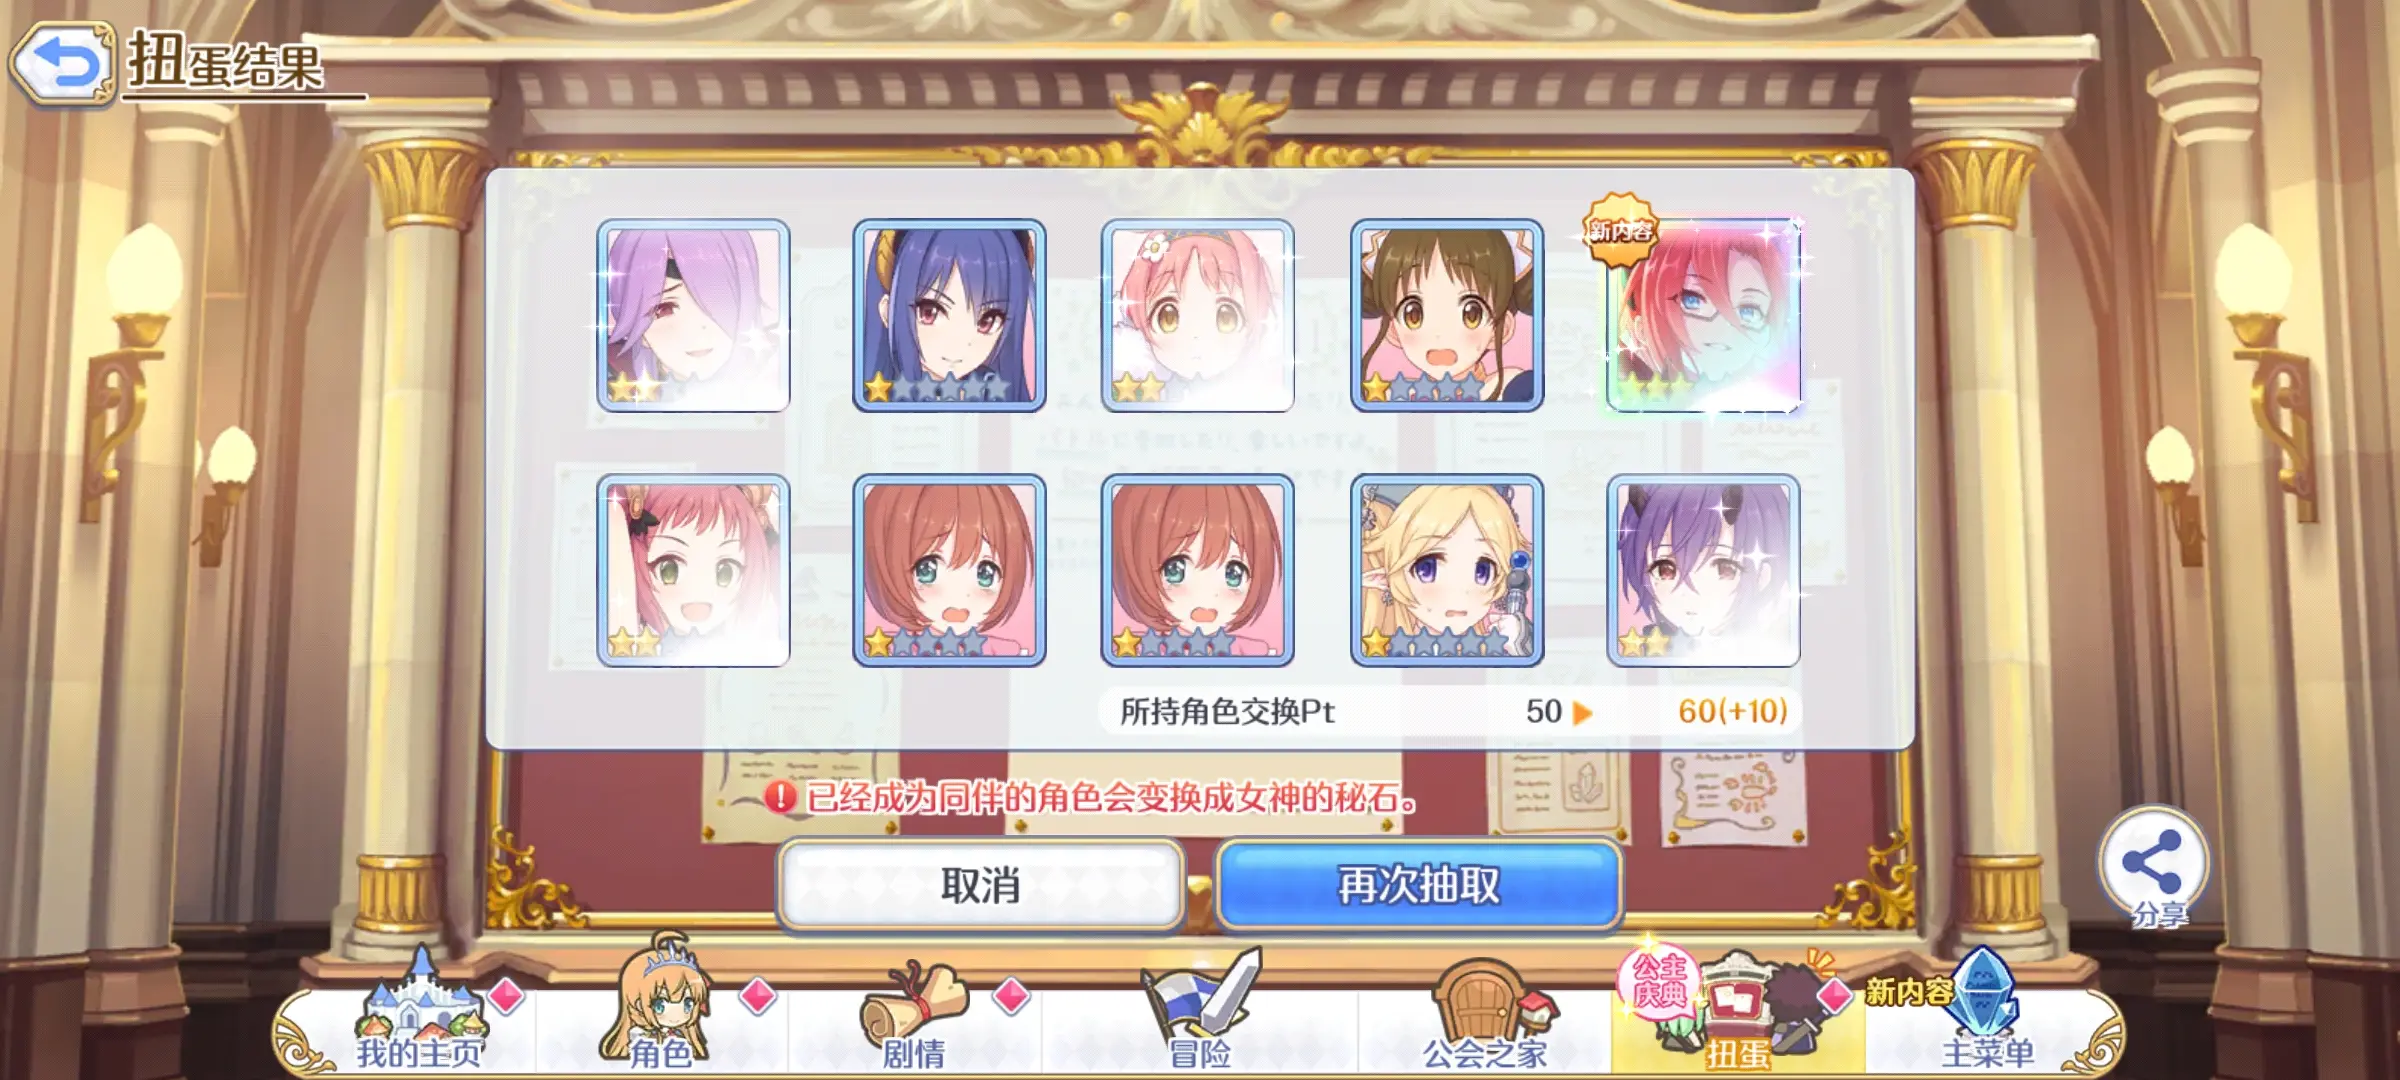 扭蛋结果
新内容
所持角色交换Pt 50 60(+10)
已经成为同伴的角色会变换成女神的秘石。
取消
再次抽取
分享
公主
庆典
新内容
我的主页
角色
剧情
冒险
公会之家
扭蛋
主菜单